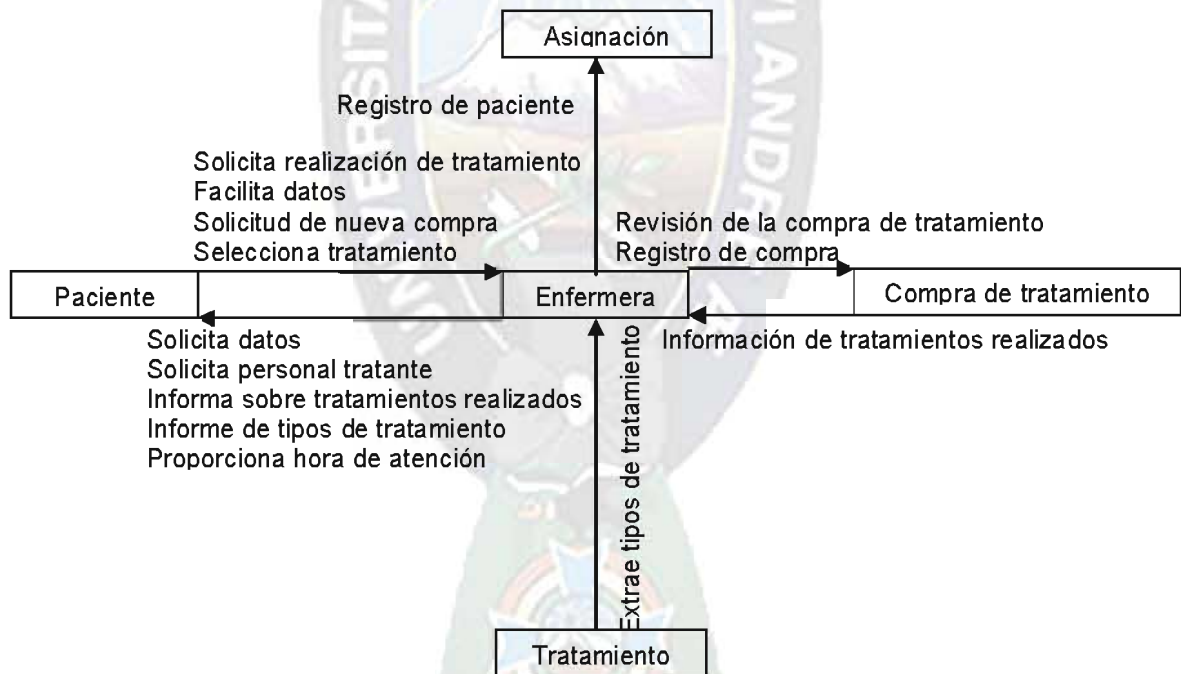 Asignación
Registro de paciente
Solicita realización de tratamiento
Facilita datos
Solicitud de nueva compra
Selecciona tratamiento
Revisión de la compra de tratamiento
Registro de compra
Paciente
Enfermera
Compra de tratamiento
Solicita datos
Solicita personal tratante
Informa sobre tratamientos realizados
Informe de tipos de tratamiento
Proporciona hora de atención
Información de tratamientos realizados
Extrae tipos de tratamiento
Tratamiento